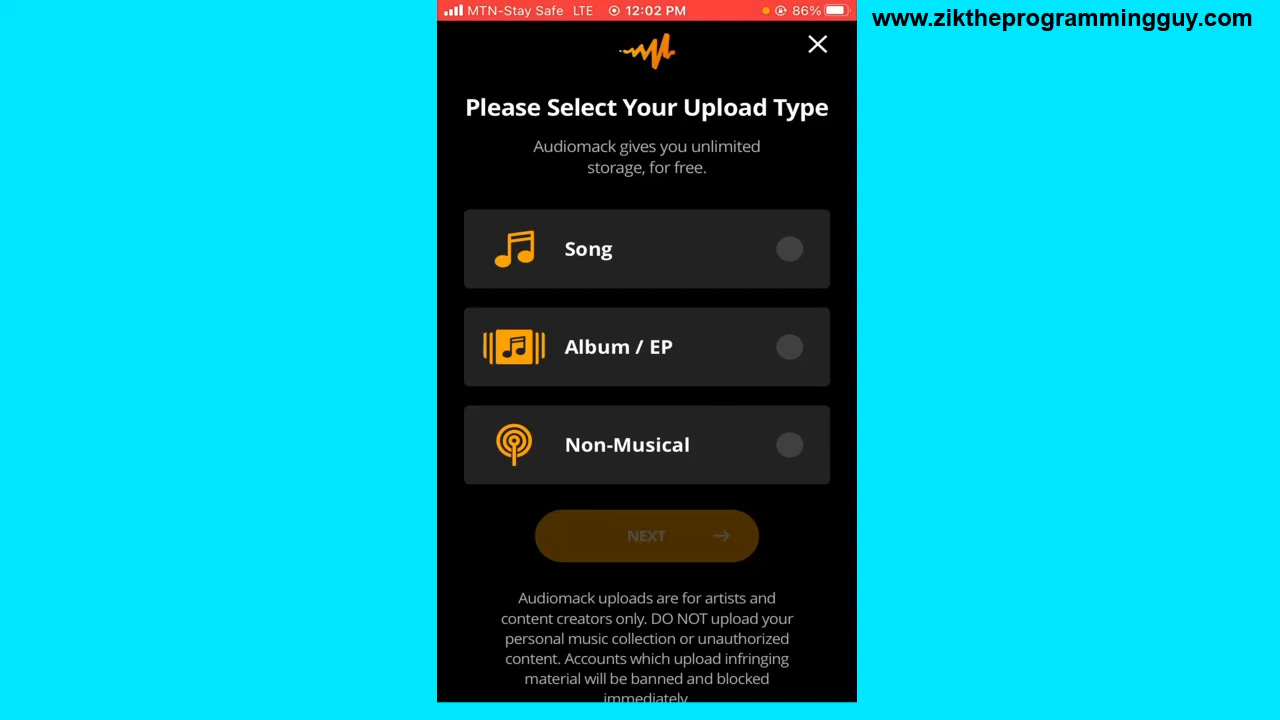 MTN-Stay Safe LTE 12:02 PM 86%
www.ziktheprogrammingguy.com
Please Select Your Upload Type
Audiomack gives you unlimited
storage, for free.
Song
Album / EP
Non-Musical
NEXT
Audiomack uploads are for artists and
content creators only. DO NOT upload your
personal music collection or unauthorized
content. Accounts which upload infringing
material will be banned and blocked
immediately.